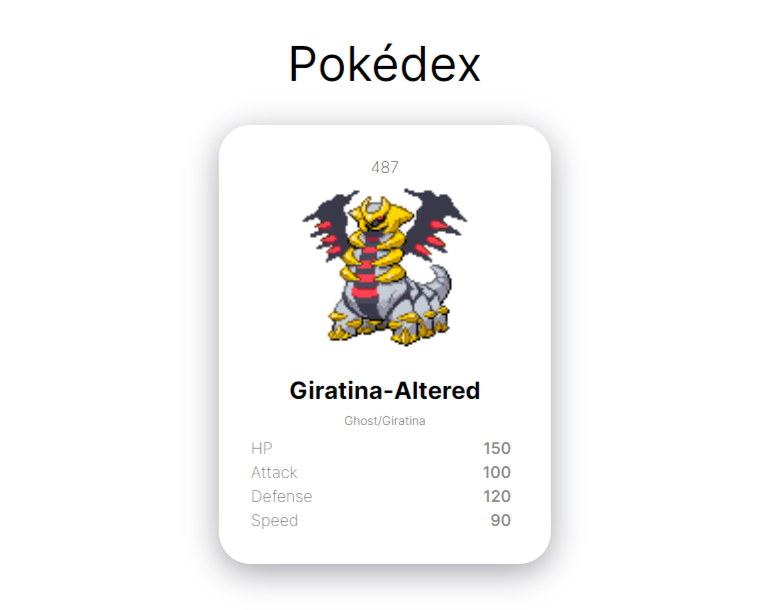 Pokédex
487
Giratina-Altered
Ghost/Giratina
HP 150
Attack 100
Defense 120
Speed 90